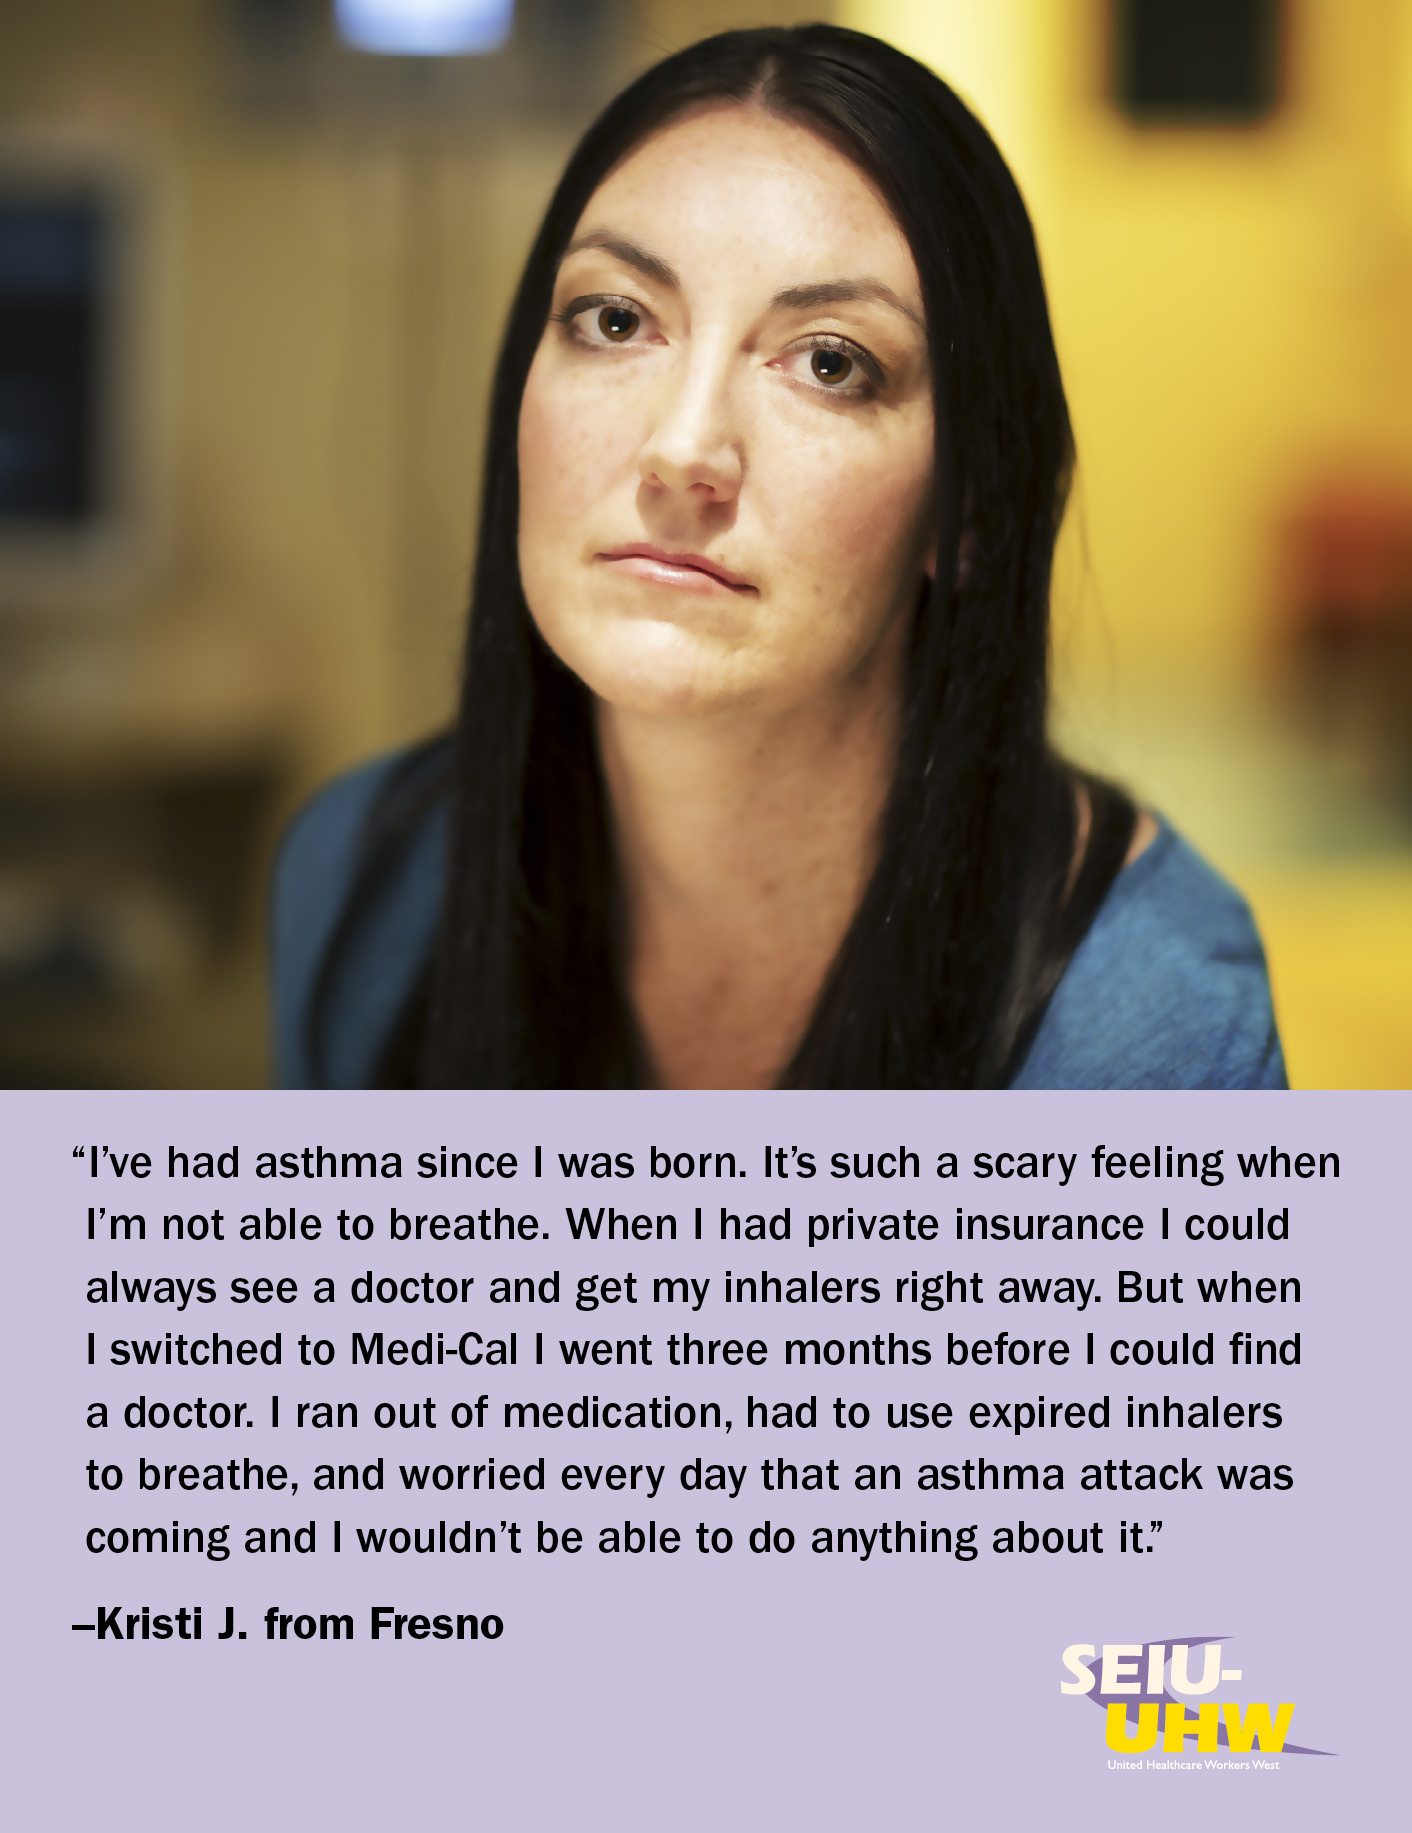 “I’ve had asthma since I was born. It’s such a scary feeling when
I’m not able to breathe. When I had private insurance I could
always see a doctor and get my inhalers right away. But when
I switched to Medi-Cal I went three months before I could find
a doctor. I ran out of medication, had to use expired inhalers
to breathe, and worried every day that an asthma attack was
coming and I wouldn’t be able to do anything about it.”
–Kristi J. from Fresno
SEIU-
UHW
United Healthcare Workers West